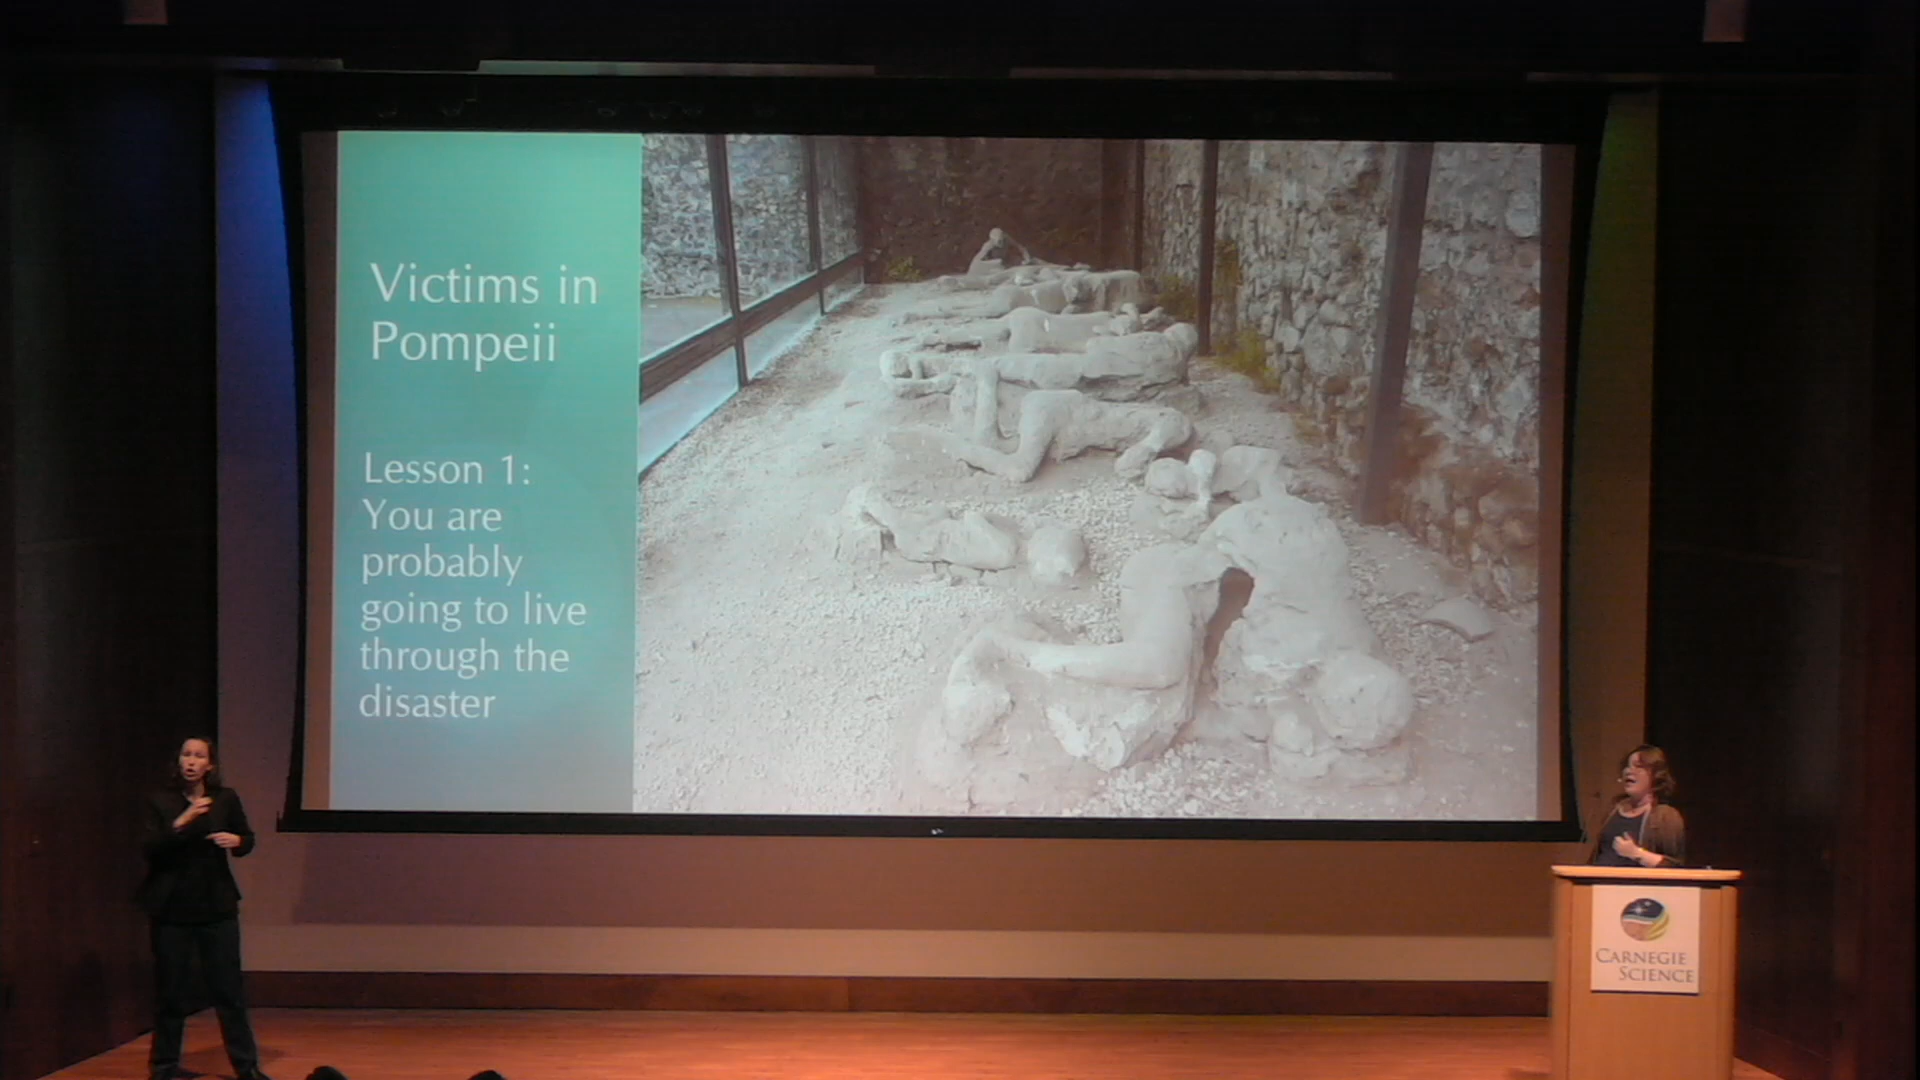 Victims in
Pompeii
Lesson 1:
You are
probably
going to live
through the
disaster
CARNEGIE
SCIENCE